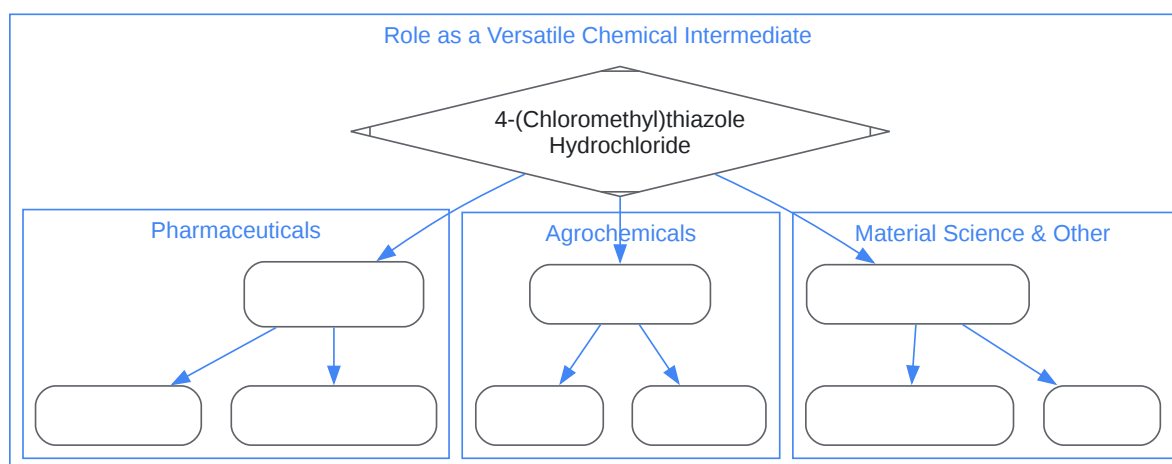 Role as a Versatile Chemical Intermediate
4-(Chloromethyl)thiazole
Hydrochloride
Pharmaceuticals
Agrochemicals
Material Science & Other